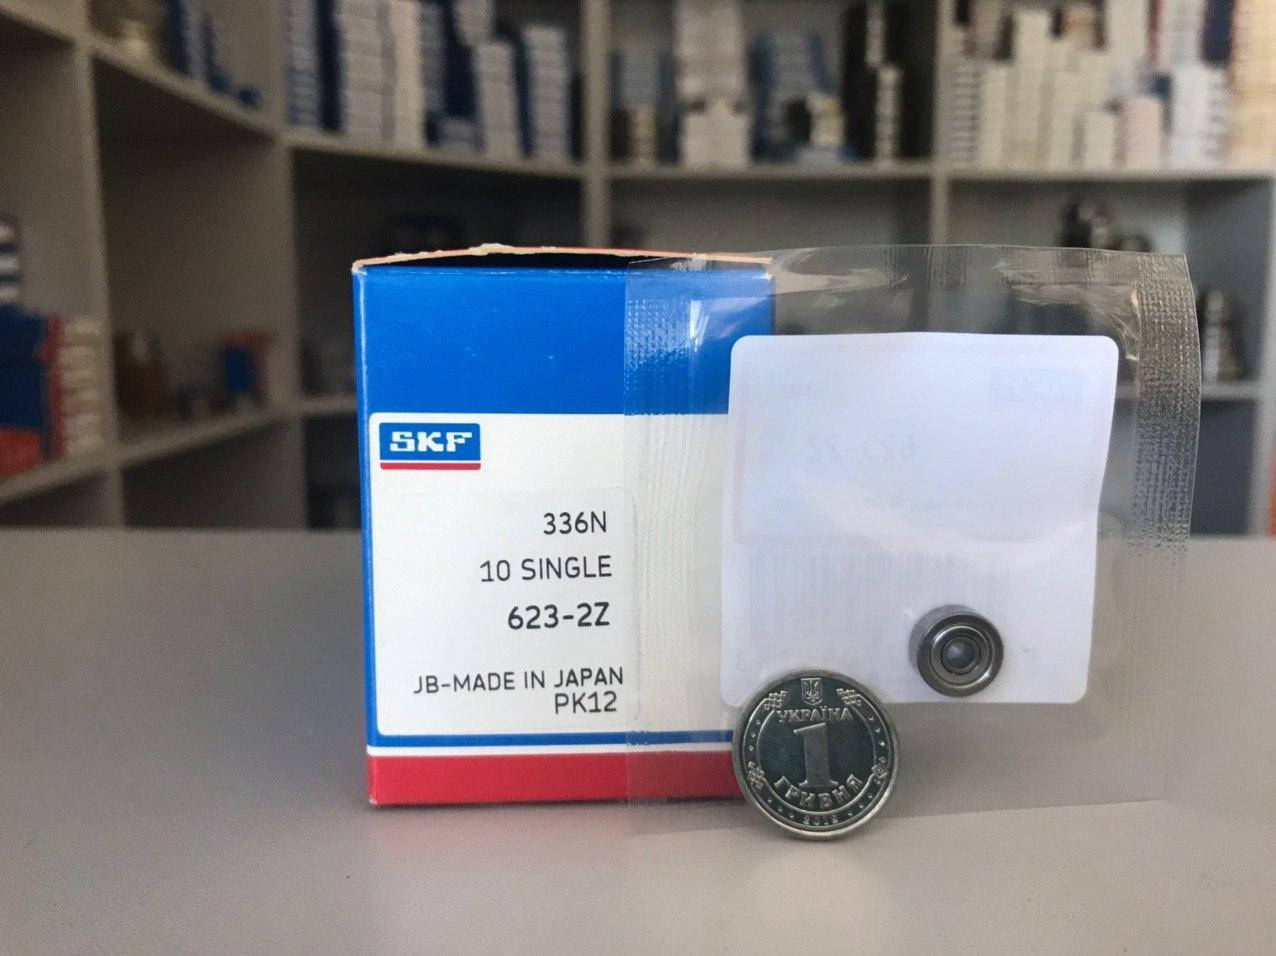 SKF
336N
10 SINGLE
623-2Z
JB-MADE IN JAPAN
PK12
УКРАЇНА
1
ГРИВНЯ